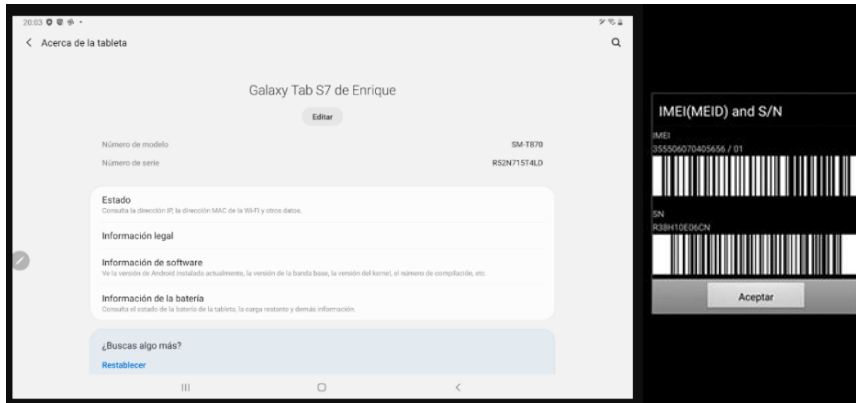 20:03
Acerca de la tableta
Galaxy Tab S7 de Enrique
Editar
Número de modelo
SM-T870
Número de serie
R52N715T4LD
Estado
Consulta la dirección IP, la dirección MAC de la Wi-Fi y otros datos.
Información legal
Información de software
Ve la versión de Android instalada actualmente, la versión de la banda base, la versión del kernel, el número de compilación, etc.
Información de la batería
Consulta el estado de la batería de la tableta, la carga restante y demás información.
¿Buscas algo más?
Restablecer
IMEI(MEID) and S/N
IMEI
355506070405656 / 01
SN
R38H10E06CN
Aceptar